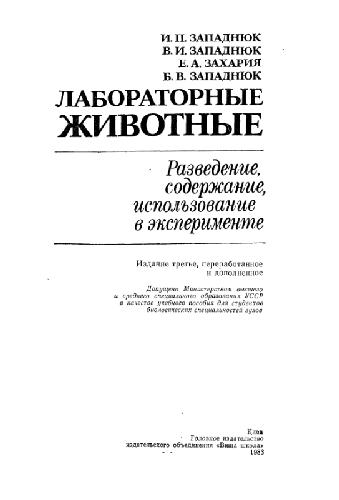 И. П. ЗАПАДНЮК
В. И. ЗАПАДНЮК
Е. А. ЗАХАРИЯ
Б. В. ЗАПАДНЮК
ЛАБОРАТОРНЫЕ
ЖИВОТНЫЕ
Разведение,
содержание,
использование
в эксперименте
Издание третье, переработанное
и дополненное
Допущено Министерством высшего
и среднего специального образования УССР
в качестве учебного пособия для студентов
биологических специальностей вузов
Киев
Головное издательство
издательского объединения «Вища школа»
1983